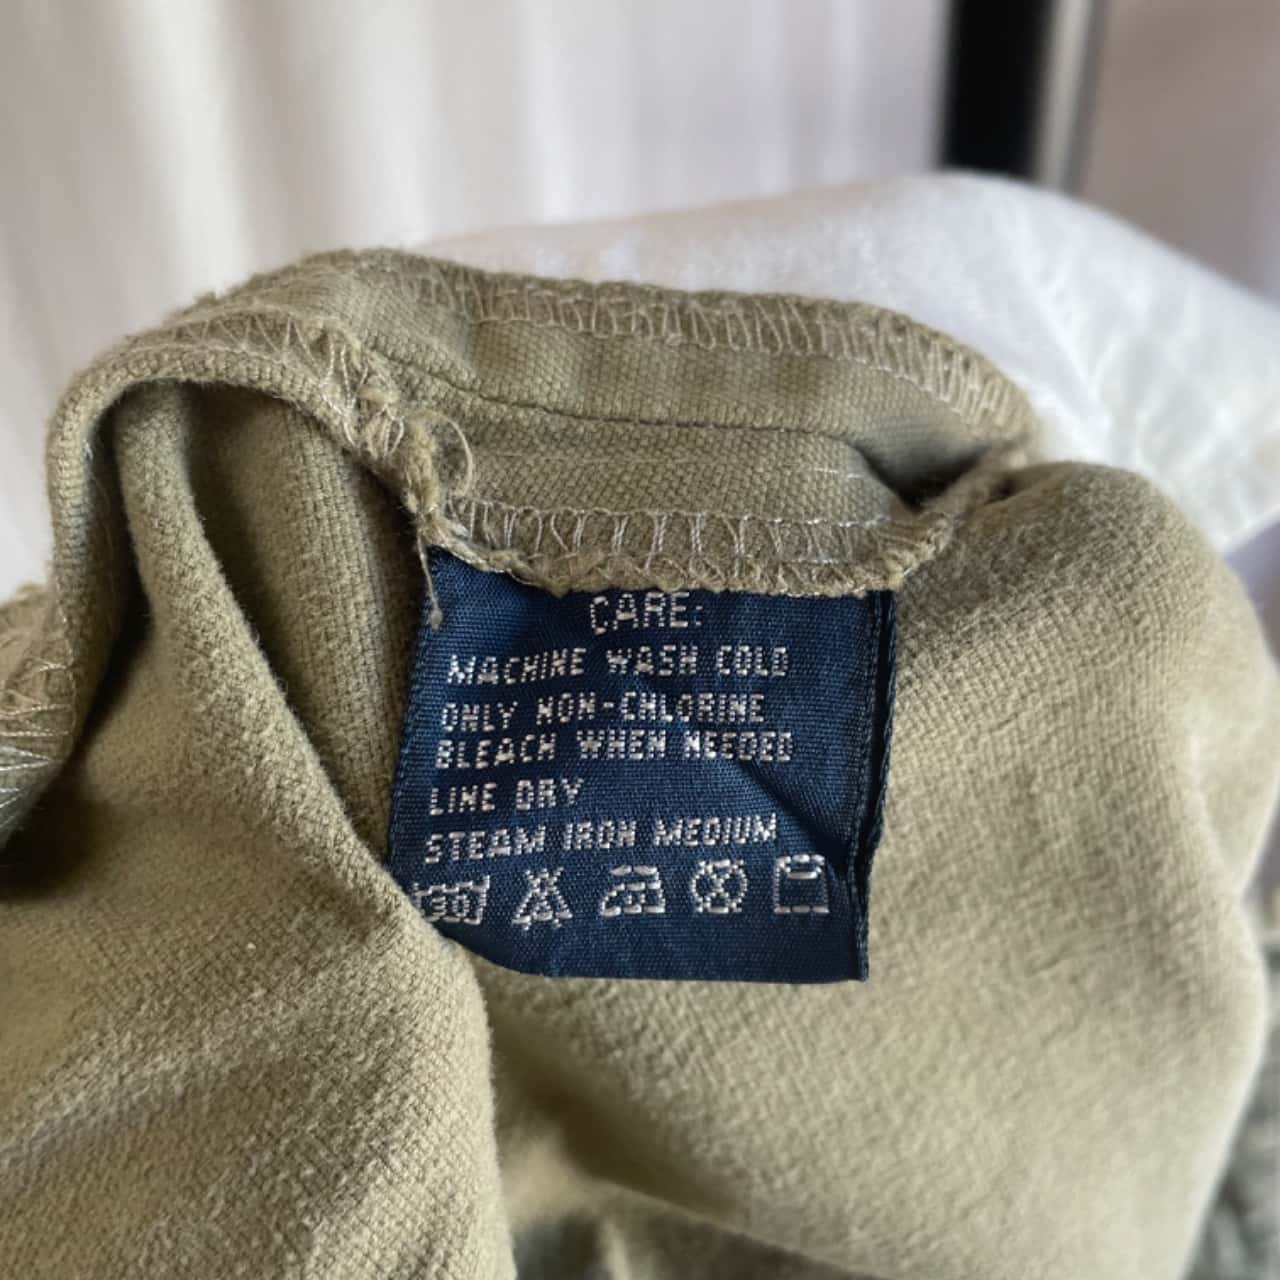 CARE:
MACHINE WASH COLD
ONLY NON-CHLORINE
BLEACH WHEN NEEDED
LINE DRY
STEAM IRON MEDIUM
30